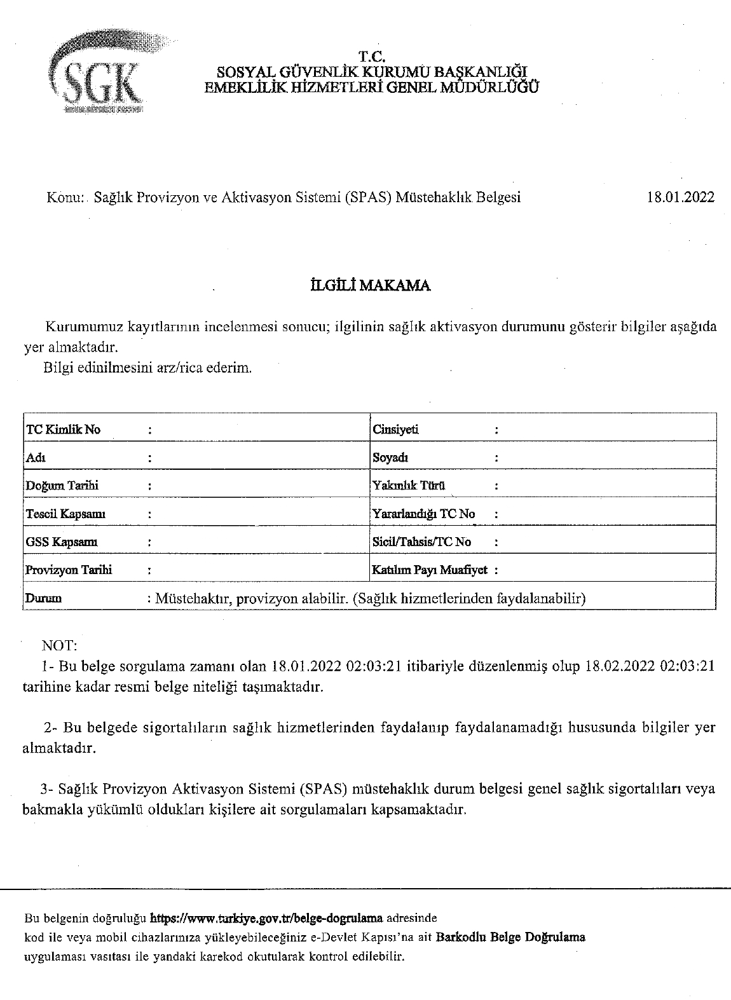 SGK
T.C.
SOSYAL GÜVENLİK KURUMU BAŞKANLIĞI
EMEKLİLİK HİZMETLERİ GENEL MÜDÜRLÜĞÜ
Konu: Sağlık Provizyon ve Aktivasyon Sistemi (SPAS) Müstehaklık Belgesi 18.01.2022
İLGİLİ MAKAMA
Kurumumuz kayıtlarının incelenmesi sonucu; ilgilinin sağlık aktivasyon durumunu gösterir bilgiler aşağıda
yer almaktadır.
Bilgi edinilmesini arz/rica ederim.
TC Kimlik No : Cinsiyeti :
Adı : Soyadı :
Doğum Tarihi : Yakınlık Türü :
Tescil Kapsamı : Yararlandığı TC No :
GSS Kapsamı : Sicil/Tahsis/TC No :
Provizyon Tarihi : Katılım Payı Muafiyet :
Durum : Müstehaktır, provizyon alabilir. (Sağlık hizmetlerinden faydalanabilir)
NOT:
1- Bu belge sorgulama zamanı olan 18.01.2022 02:03:21 itibariyle düzenlenmiş olup 18.02.2022 02:03:21
tarihine kadar resmi belge niteliği taşımaktadır.
2- Bu belgede sigortalıların sağlık hizmetlerinden faydalanıp faydalanamadığı hususunda bilgiler yer
almaktadır.
3- Sağlık Provizyon Aktivasyon Sistemi (SPAS) müstehaklık durum belgesi genel sağlık sigortalıları veya
bakmakla yükümlü oldukları kişilere ait sorgulamaları kapsamaktadır.
Bu belgenin doğruluğu https://www.turkiye.gov.tr/belge-dogrulama adresinde
kod ile veya mobil cihazlarınıza yükleyebileceğiniz e-Devlet Kapısı'na ait Barkodlu Belge Doğrulama
uygulaması vasıtası ile yandaki karekod okutularak kontrol edilebilir.